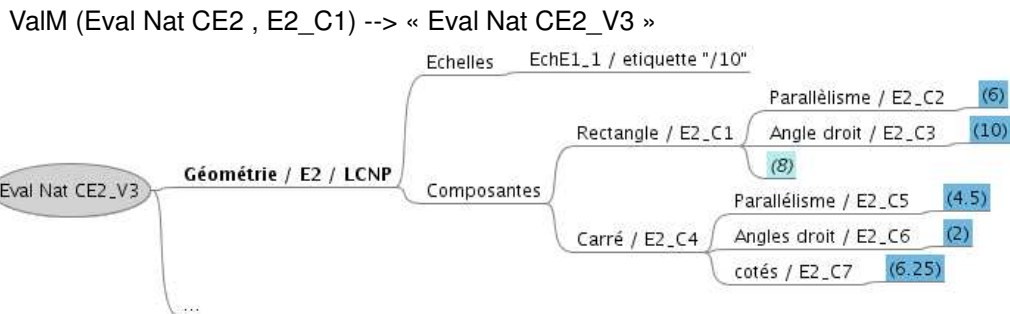 ValM (Eval Nat CE2 , E2_C1) --> « Eval Nat CE2_V3 »
Echelles EchE1_1 / etiquette "/10"
Parallèlisme / E2_C2 (6)
Rectangle / E2_C1 Angle droit / E2_C3 (10)
(8)
Géométrie / E2 / LCNP
Eval Nat CE2_V3
Composantes
Parallélisme / E2_C5 (4.5)
Carré / E2_C4 Angles droit / E2_C6 (2)
cotés / E2_C7 (6.25)
...